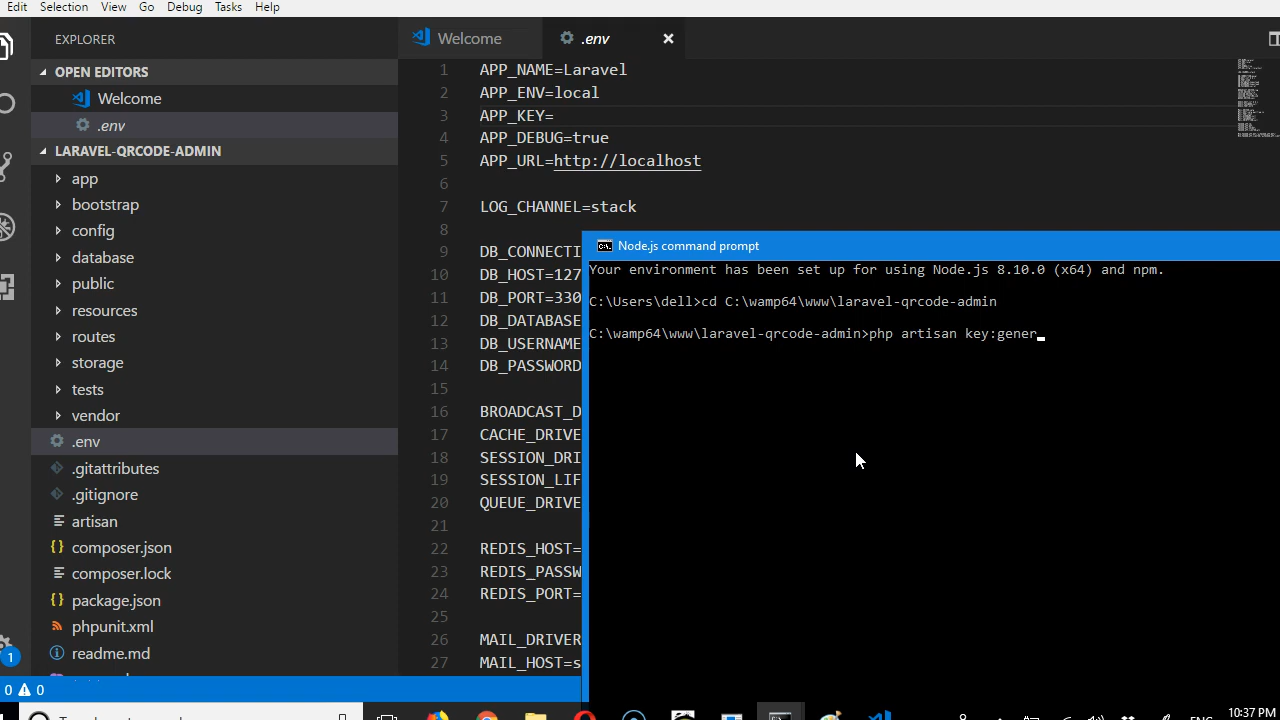 Edit Selection View Go Debug Tasks Help
EXPLORER
OPEN EDITORS
Welcome
.env
LARAVEL-QRCODE-ADMIN
app
bootstrap
config
database
public
resources
routes
storage
tests
vendor
.env
.gitattributes
.gitignore
artisan
composer.json
composer.lock
package.json
phpunit.xml
readme.md
1
0 0
Welcome
.env
1 APP_NAME=Laravel
2 APP_ENV=local
3 APP_KEY=
4 APP_DEBUG=true
5 APP_URL=http://localhost
6
7 LOG_CHANNEL=stack
8
9 DB_CONNECTI
10 DB_HOST=127
11 DB_PORT=330
12 DB_DATABASE
13 DB_USERNAME
14 DB_PASSWORD
15
16 BROADCAST_D
17 CACHE_DRIVE
18 SESSION_DRI
19 SESSION_LIF
20 QUEUE_DRIVE
21
22 REDIS_HOST=
23 REDIS_PASSW
24 REDIS_PORT=
25
26 MAIL_DRIVER
27 MAIL_HOST=s
Node.js command prompt
Your environment has been set up for using Node.js 8.10.0 (x64) and npm.
C:\Users\dell>cd C:\wamp64\www\laravel-qrcode-admin
C:\wamp64\www\laravel-qrcode-admin>php artisan key:gener
10:37 PM